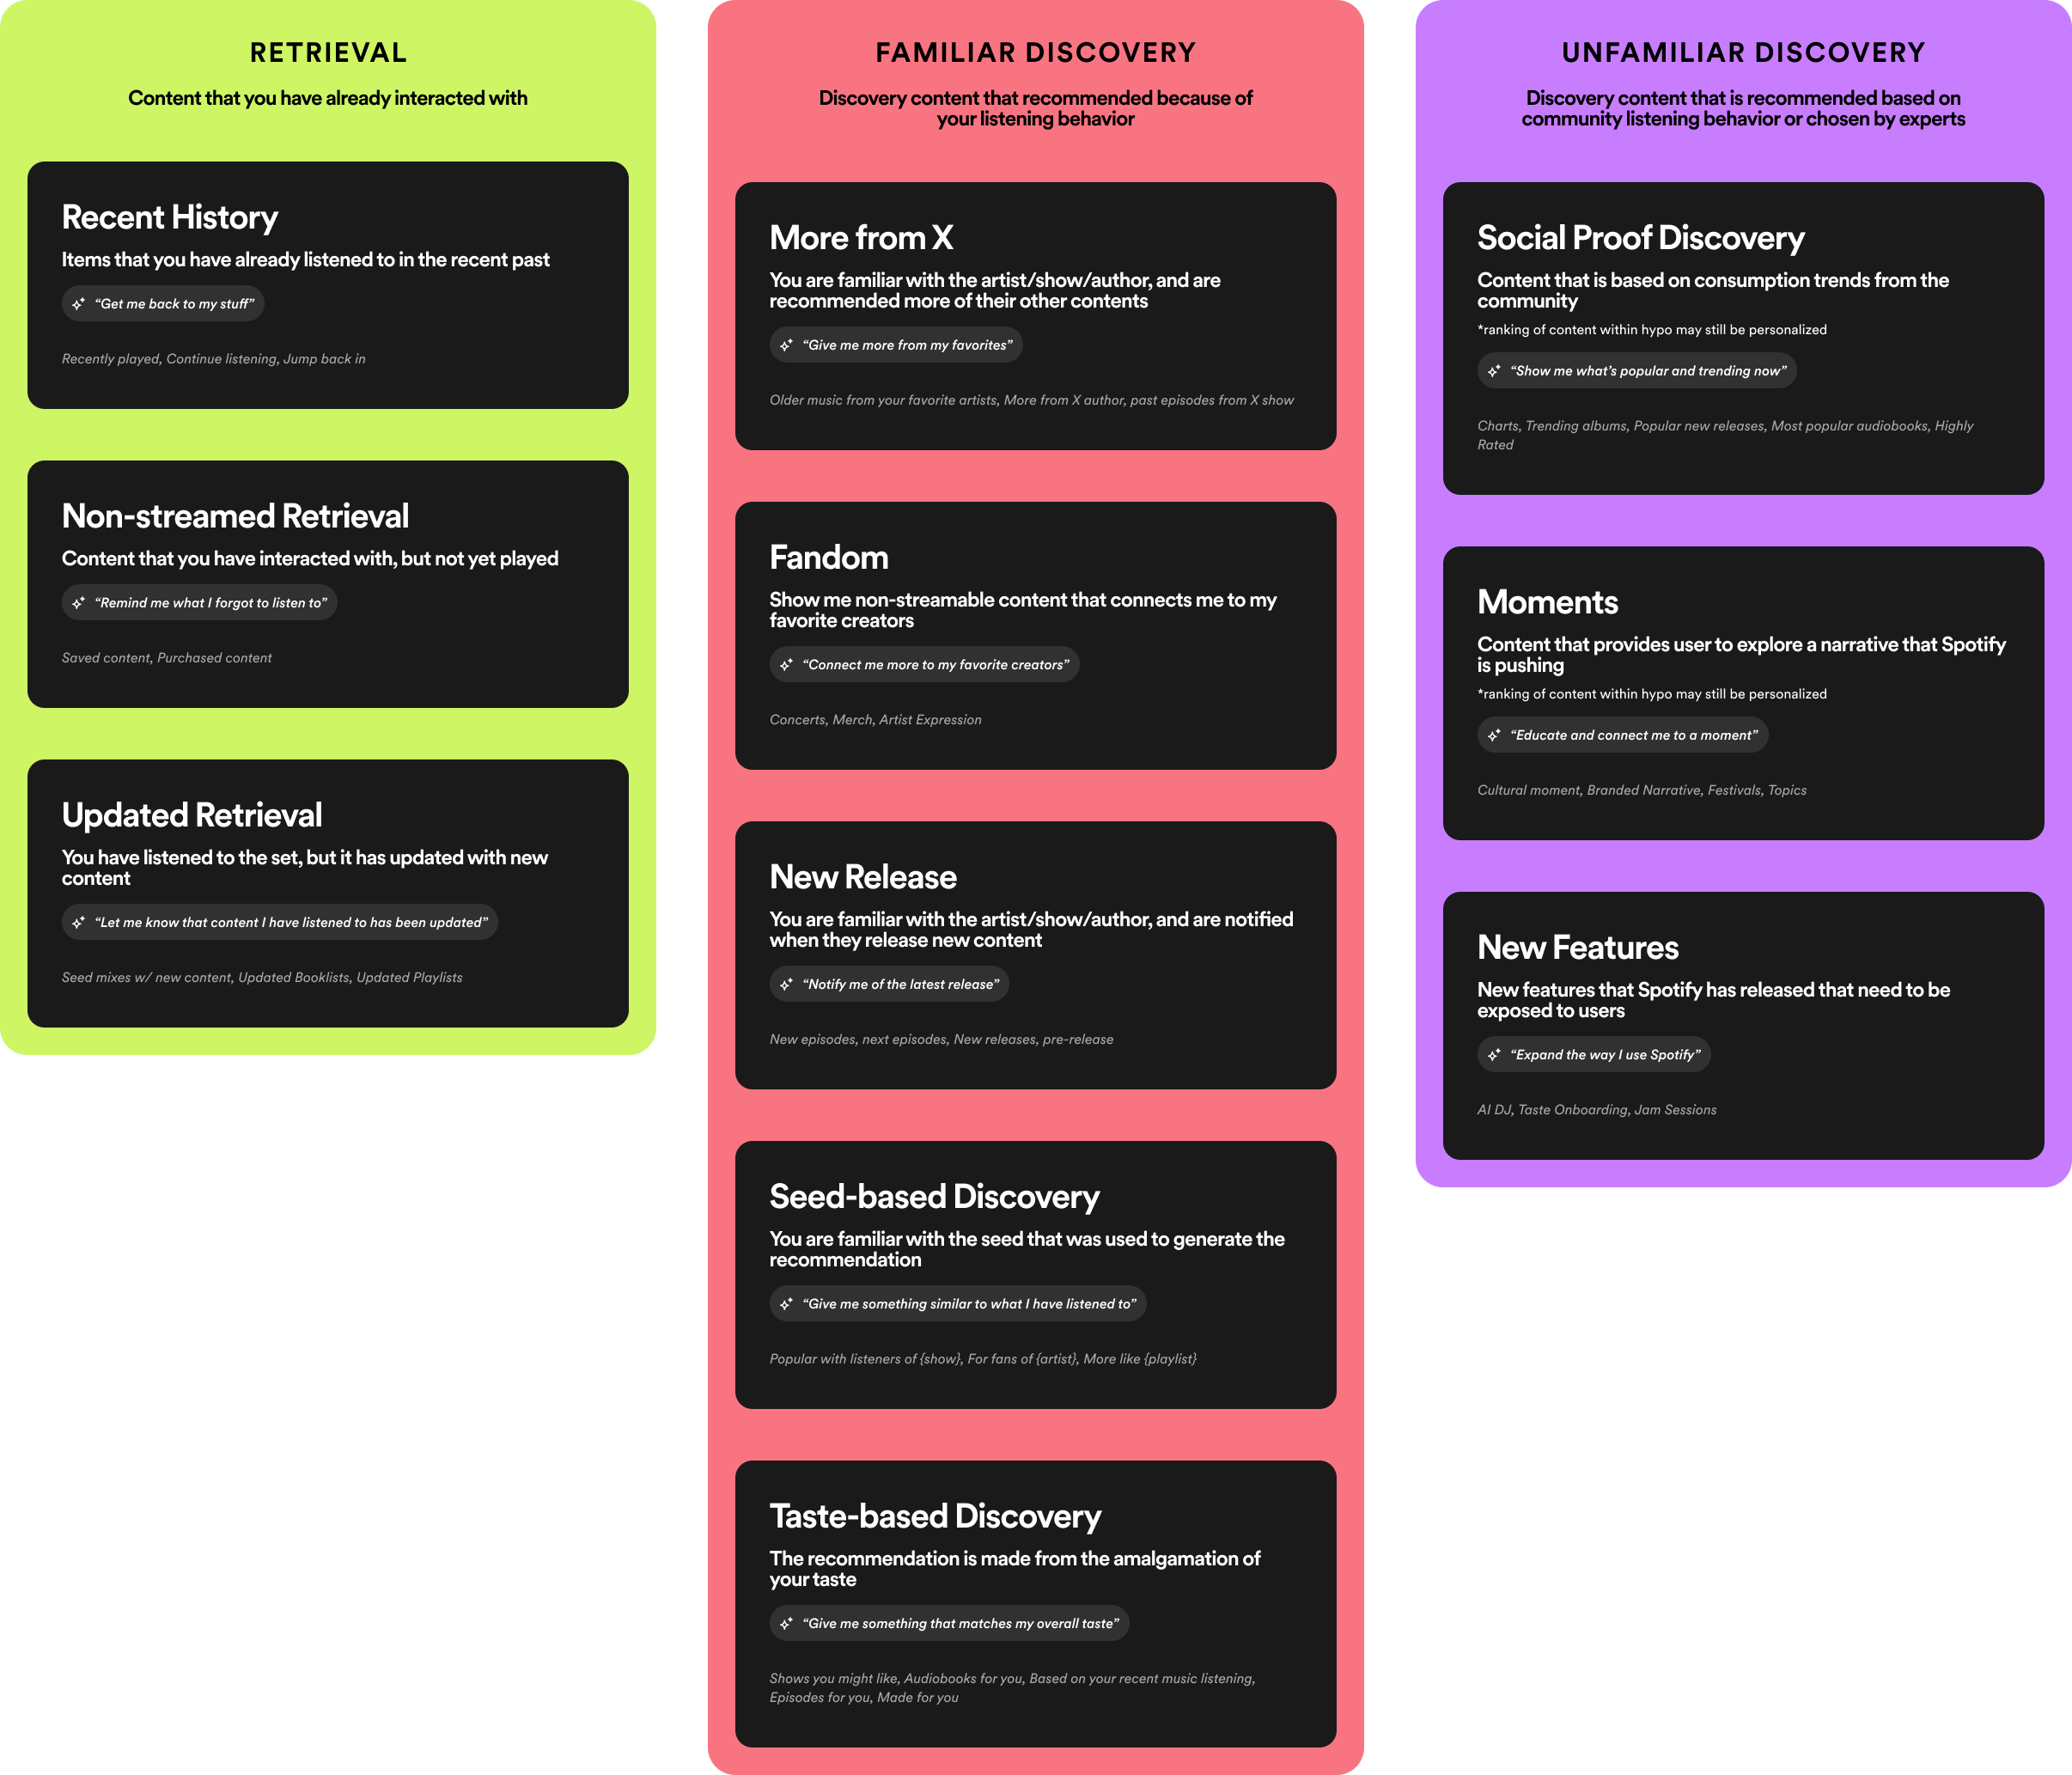 RETRIEVAL
Content that you have already interacted with
Recent History
Items that you have already listened to in the recent past
“Get me back to my stuff”
Recently played, Continue listening, Jump back in
Non-streamed Retrieval
Content that you have interacted with, but not yet played
“Remind me what I forgot to listen to”
Saved content, Purchased content
Updated Retrieval
You have listened to the set, but it has updated with new
content
“Let me know that content I have listened to has been updated”
Seed mixes w/ new content, Updated Booklists, Updated Playlists
FAMILIAR DISCOVERY
Discovery content that recommended because of
your listening behavior
More from X
You are familiar with the artist/show/author, and are
recommended more of their other contents
“Give me more from my favorites”
Older music from your favorite artists, More from X author, past episodes from X show
Fandom
Show me non-streamable content that connects me to my
favorite creators
“Connect me more to my favorite creators”
Concerts, Merch, Artist Expression
New Release
You are familiar with the artist/show/author, and are notified
when they release new content
“Notify me of the latest release”
New episodes, next episodes, New releases, pre-release
Seed-based Discovery
You are familiar with the seed that was used to generate the
recommendation
“Give me something similar to what I have listened to”
Popular with listeners of {show}, For fans of {artist}, More like {playlist}
Taste-based Discovery
The recommendation is made from the amalgamation of
your taste
“Give me something that matches my overall taste”
Shows you might like, Audiobooks for you, Based on your recent music listening,
Episodes for you, Made for you
UNFAMILIAR DISCOVERY
Discovery content that is recommended based on
community listening behavior or chosen by experts
Social Proof Discovery
Content that is based on consumption trends from the
community
*ranking of content within hypo may still be personalized
“Show me what’s popular and trending now”
Charts, Trending albums, Popular new releases, Most popular audiobooks, Highly
Rated
Moments
Content that provides user to explore a narrative that Spotify
is pushing
*ranking of content within hypo may still be personalized
“Educate and connect me to a moment”
Cultural moment, Branded Narrative, Festivals, Topics
New Features
New features that Spotify has released that need to be
exposed to users
“Expand the way I use Spotify”
AI DJ, Taste Onboarding, Jam Sessions